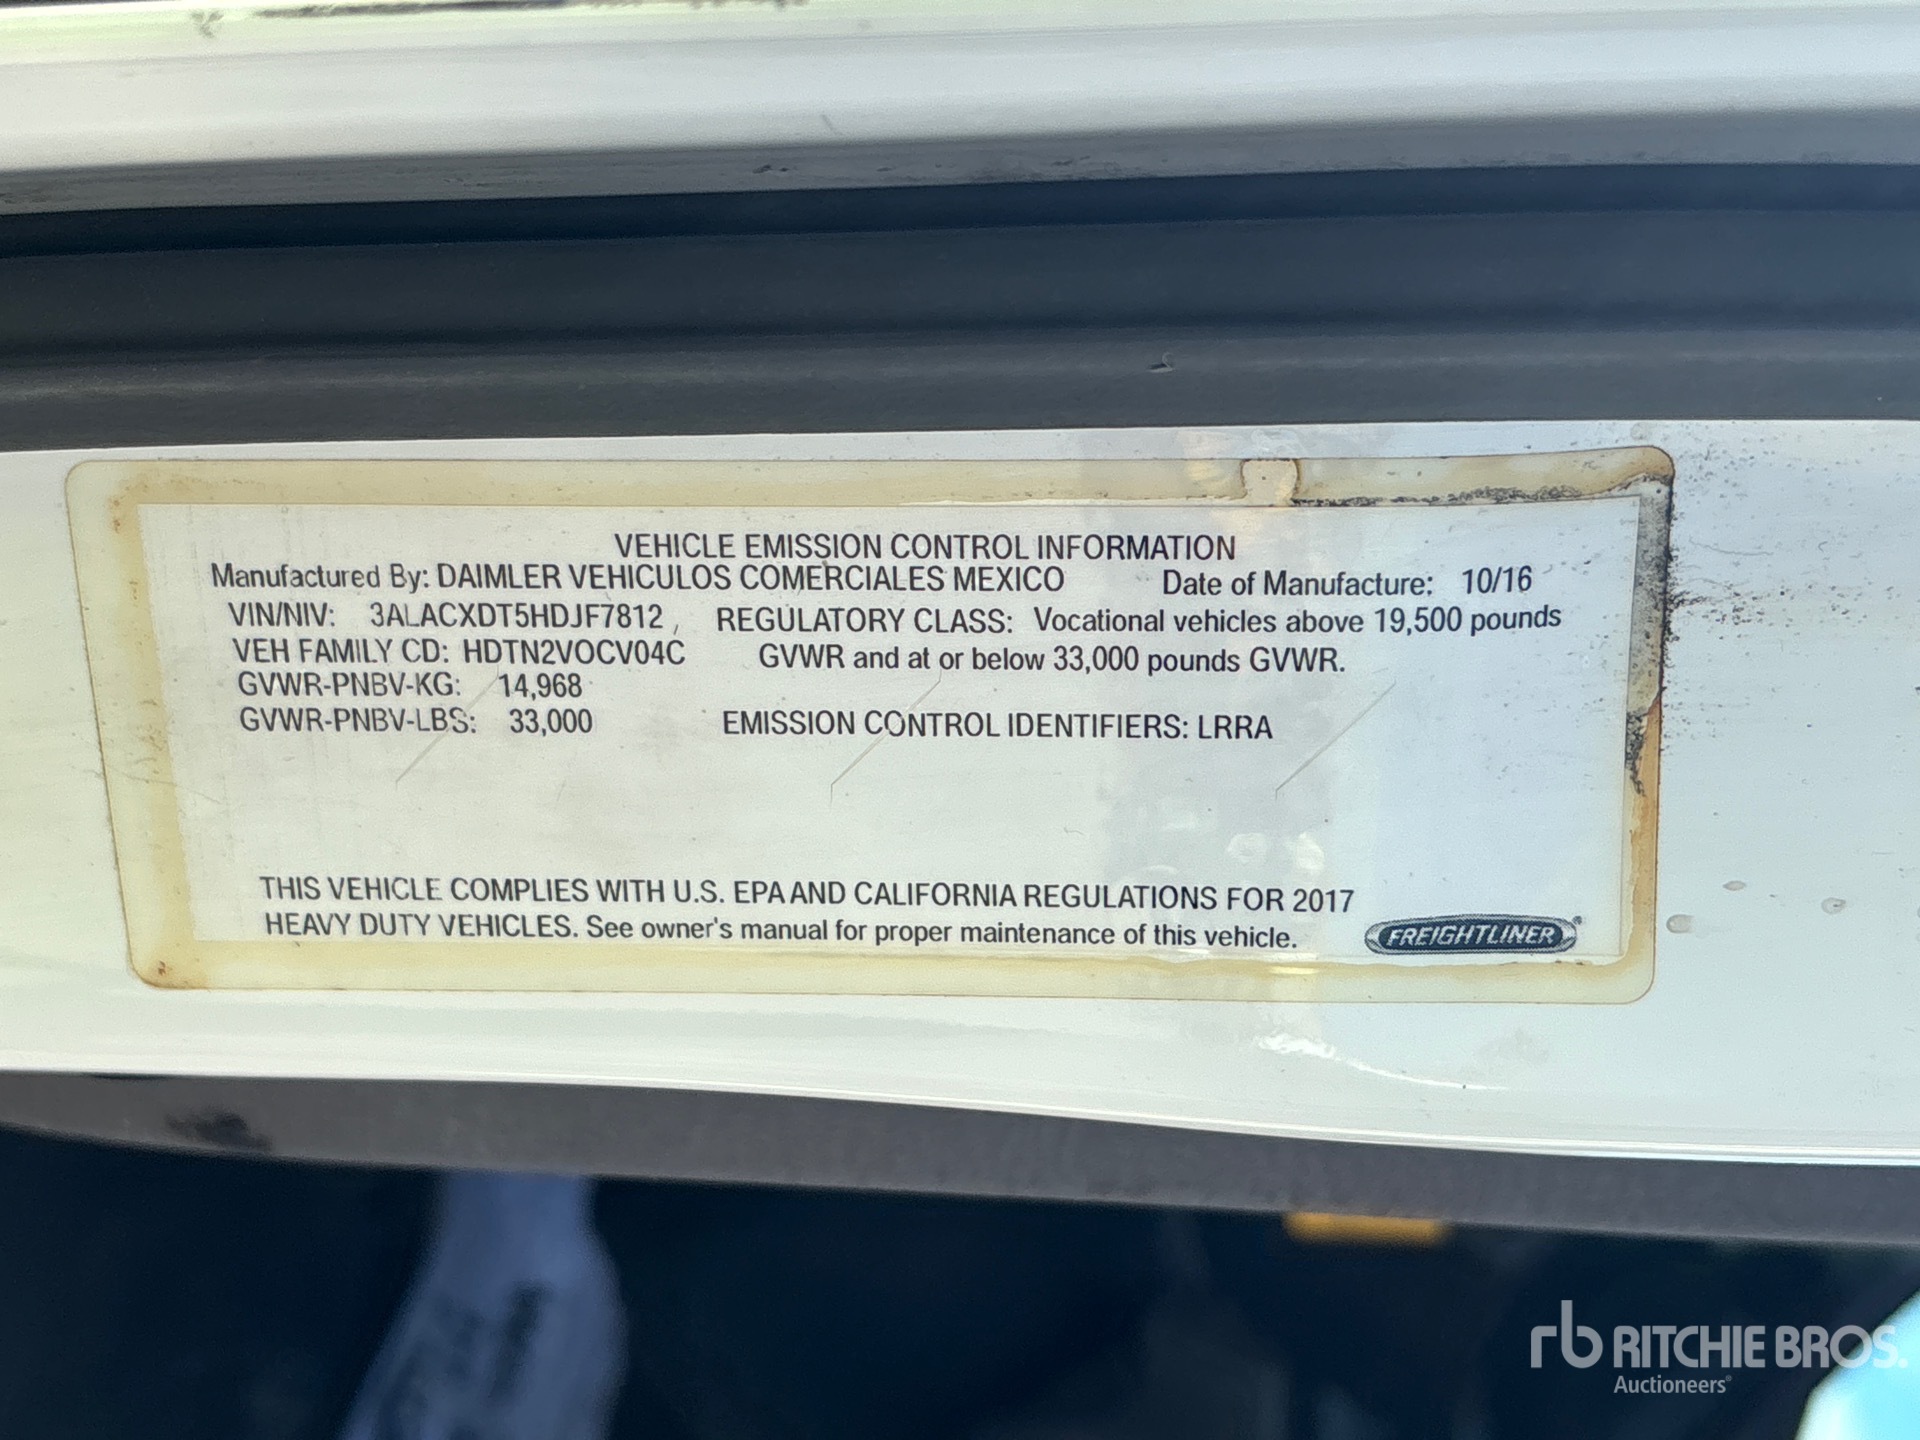 VEHICLE EMISSION CONTROL INFORMATION
Manufactured By: DAIMLER VEHICULOS COMERCIALES MEXICO Date of Manufacture: 10/16
VIN/NIV: 3ALACXDT5HDJF7812 , REGULATORY CLASS: Vocational vehicles above 19,500 pounds
VEH FAMILY CD: HDTN2VOCV04C GVWR and at or below 33,000 pounds GVWR.
GVWR-PNBV-KG: 14,968
GVWR-PNBV-LBS: 33,000 EMISSION CONTROL IDENTIFIERS: LRRA
THIS VEHICLE COMPLIES WITH U.S. EPA AND CALIFORNIA REGULATIONS FOR 2017
HEAVY DUTY VEHICLES. See owner's manual for proper maintenance of this vehicle.
FREIGHTLINER®
rb RITCHIE BROS.
Auctioneers®